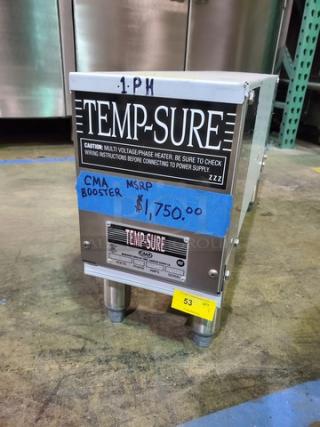 1 PH
TEMP-SURE
CAUTION: MULTI VOLTAGE/PHASE HEATER, BE SURE TO CHECK
WIRING INSTRUCTIONS BEFORE CONNECTING TO POWER SUPPLY.
ZZZ
CMA MSRP
BOOSTER $1,750.00
TEMP-SURE
CMA
53